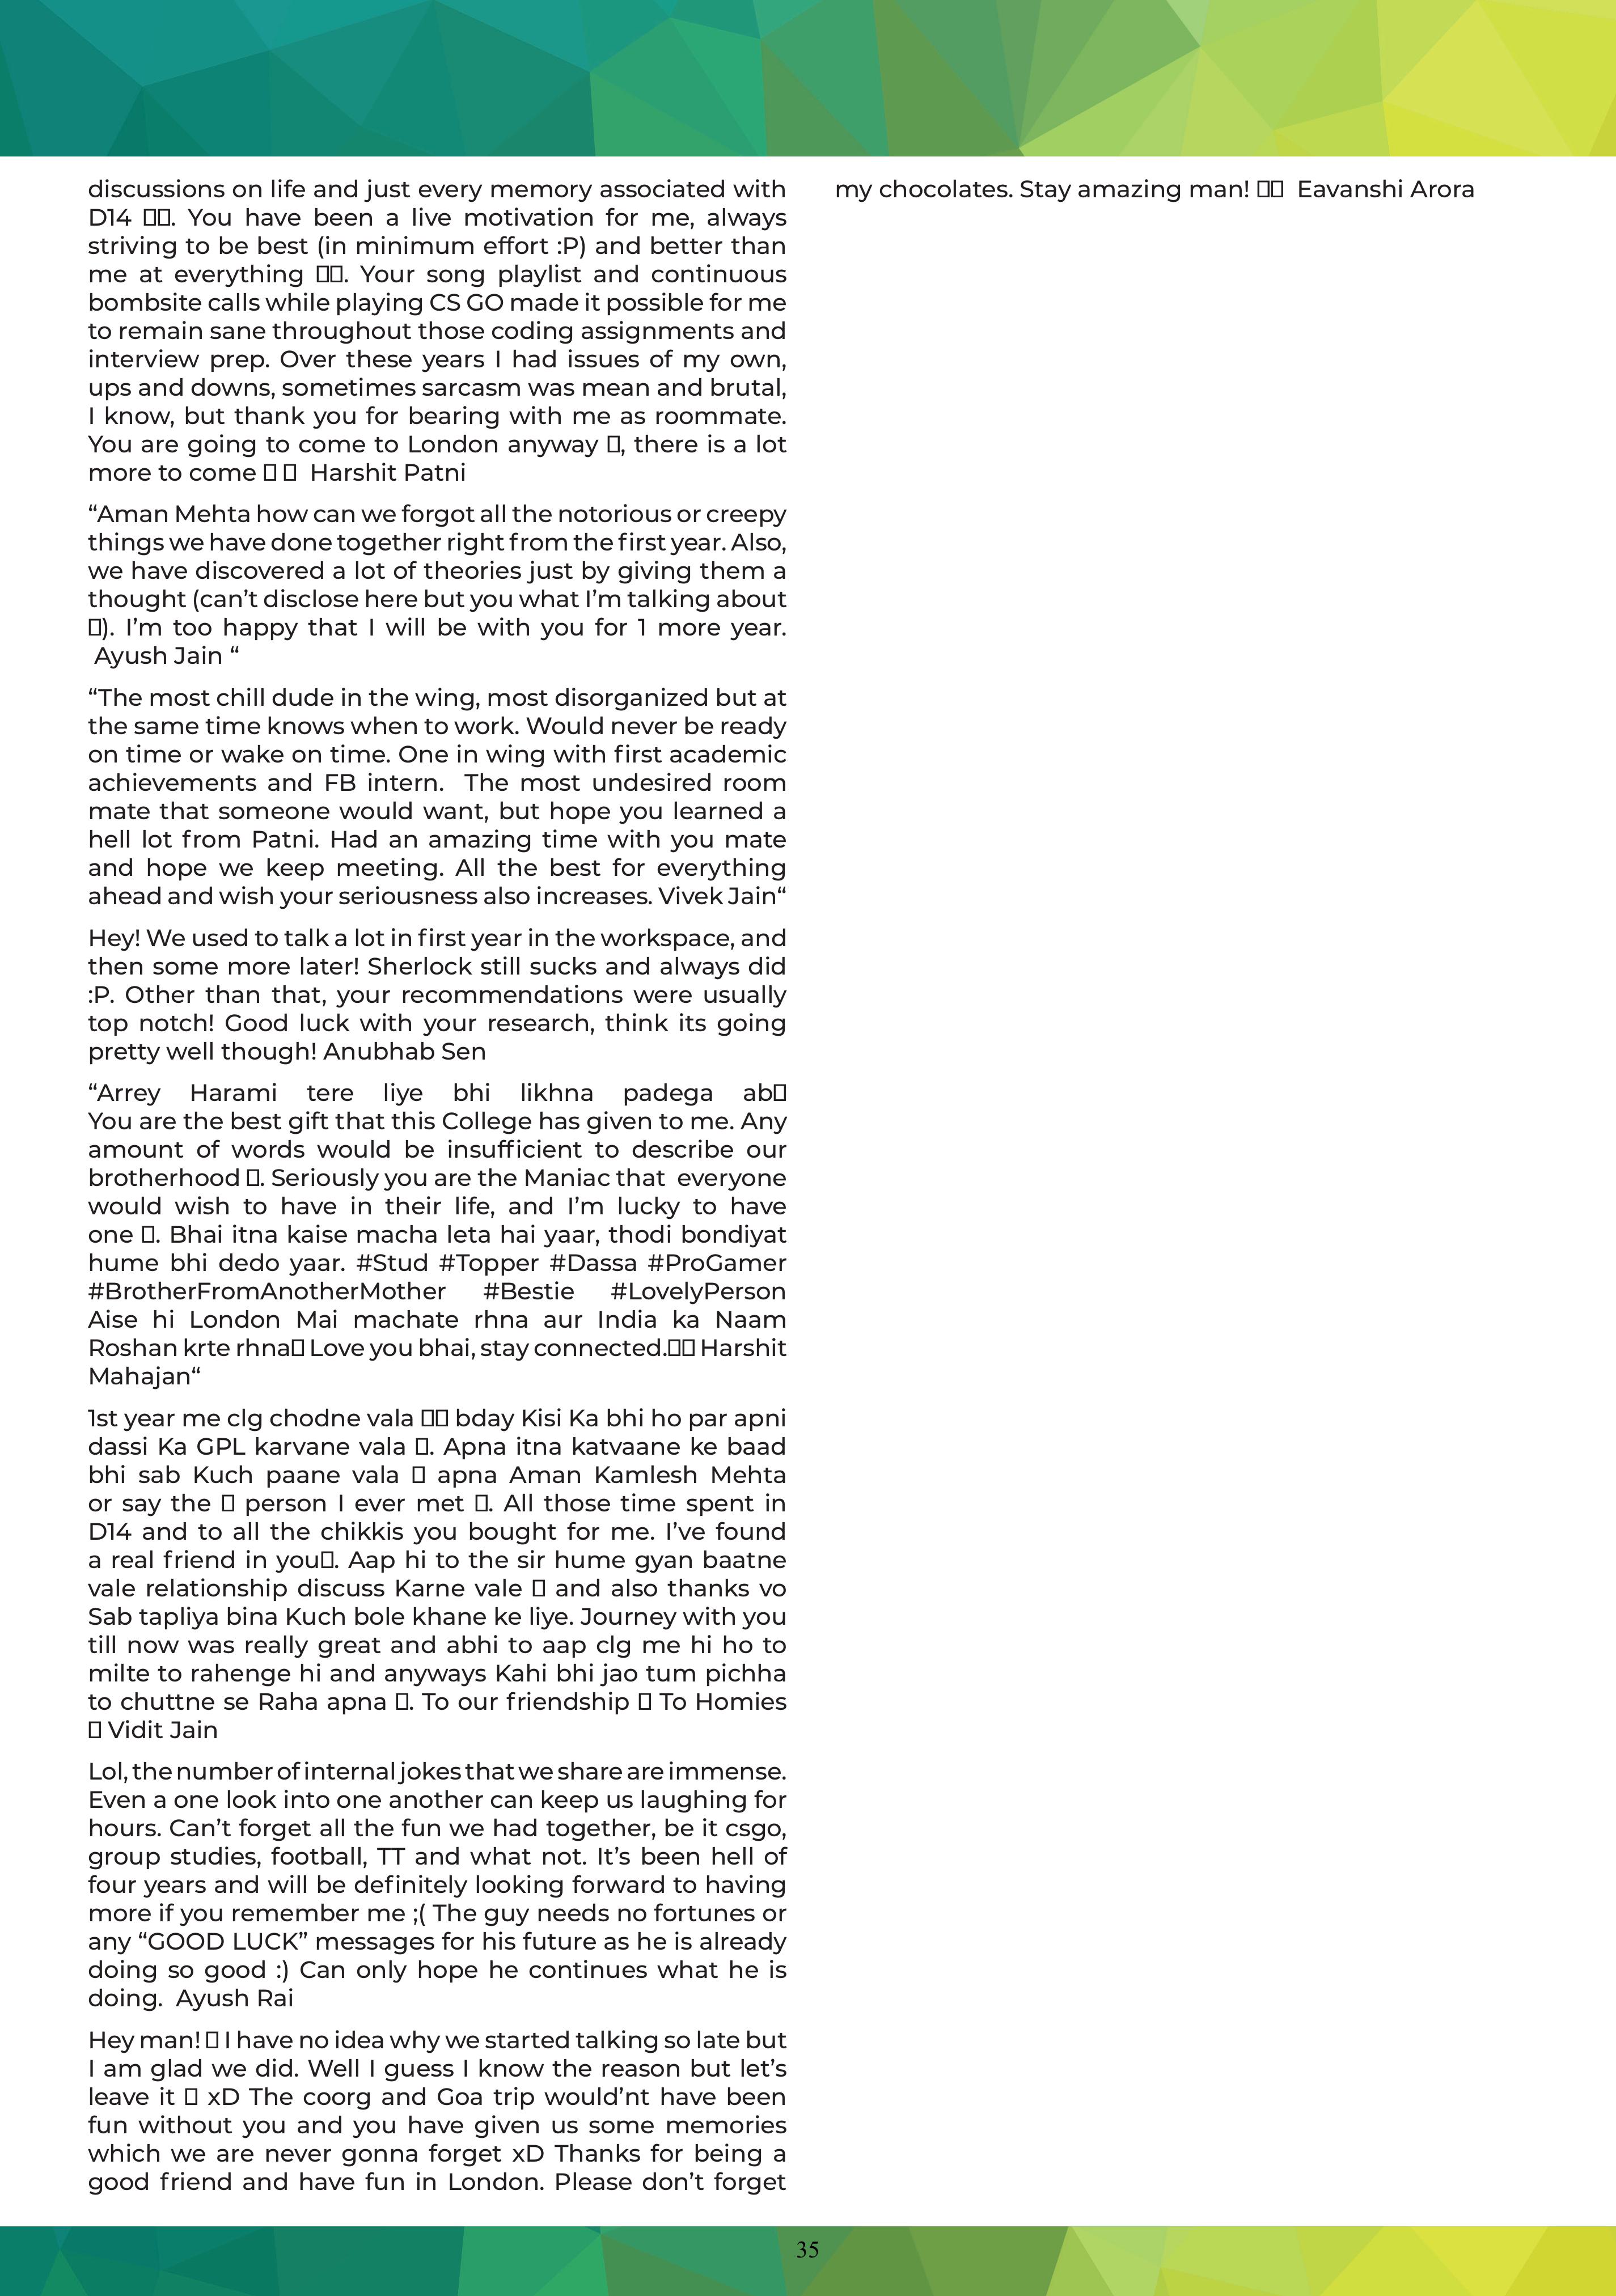 discussions on life and just every memory associated with
D14 ▯▯. You have been a live motivation for me, always
striving to be best (in minimum effort :P) and better than
me at everything ▯▯. Your song playlist and continuous
bombsite calls while playing CS GO made it possible for me
to remain sane throughout those coding assignments and
interview prep. Over these years I had issues of my own,
ups and downs, sometimes sarcasm was mean and brutal,
I know, but thank you for bearing with me as roommate.
You are going to come to London anyway ▯, there is a lot
more to come ▯ ▯ Harshit Patni
“Aman Mehta how can we forgot all the notorious or creepy
things we have done together right from the first year. Also,
we have discovered a lot of theories just by giving them a
thought (can’t disclose here but you what I’m talking about
▯). I’m too happy that I will be with you for 1 more year.
Ayush Jain “
“The most chill dude in the wing, most disorganized but at
the same time knows when to work. Would never be ready
on time or wake on time. One in wing with first academic
achievements and FB intern. The most undesired room
mate that someone would want, but hope you learned a
hell lot from Patni. Had an amazing time with you mate
and hope we keep meeting. All the best for everything
ahead and wish your seriousness also increases. Vivek Jain“
Hey! We used to talk a lot in first year in the workspace, and
then some more later! Sherlock still sucks and always did
:P. Other than that, your recommendations were usually
top notch! Good luck with your research, think its going
pretty well though! Anubhab Sen
“Arrey Harami tere liye bhi likhna padega ab▯
You are the best gift that this College has given to me. Any
amount of words would be insufficient to describe our
brotherhood ▯. Seriously you are the Maniac that everyone
would wish to have in their life, and I’m lucky to have
one ▯. Bhai itna kaise macha leta hai yaar, thodi bondiyat
hume bhi dedo yaar. #Stud #Topper #Dassa #ProGamer
#BrotherFromAnotherMother #Bestie #LovelyPerson
Aise hi London Mai machate rhna aur India ka Naam
Roshan krte rhna▯ Love you bhai, stay connected.▯▯ Harshit
Mahajan“
1st year me clg chodne vala ▯▯ bday Kisi Ka bhi ho par apni
dassi Ka GPL karvane vala ▯. Apna itna katvaane ke baad
bhi sab Kuch paane vala ▯ apna Aman Kamlesh Mehta
or say the ▯ person I ever met ▯. All those time spent in
D14 and to all the chikkis you bought for me. I’ve found
a real friend in you▯. Aap hi to the sir hume gyan baatne
vale relationship discuss Karne vale ▯ and also thanks vo
Sab tapliya bina Kuch bole khane ke liye. Journey with you
till now was really great and abhi to aap clg me hi ho to
milte to rahenge hi and anyways Kahi bhi jao tum pichha
to chuttne se Raha apna ▯. To our friendship ▯ To Homies
▯ Vidit Jain
Lol, the number of internal jokes that we share are immense.
Even a one look into one another can keep us laughing for
hours. Can’t forget all the fun we had together, be it csgo,
group studies, football, TT and what not. It’s been hell of
four years and will be definitely looking forward to having
more if you remember me ;( The guy needs no fortunes or
any “GOOD LUCK” messages for his future as he is already
doing so good :) Can only hope he continues what he is
doing. Ayush Rai
Hey man! ▯ I have no idea why we started talking so late but
I am glad we did. Well I guess I know the reason but let’s
leave it ▯ xD The coorg and Goa trip would’nt have been
fun without you and you have given us some memories
which we are never gonna forget xD Thanks for being a
good friend and have fun in London. Please don’t forget
my chocolates. Stay amazing man! ▯▯ Eavanshi Arora
35